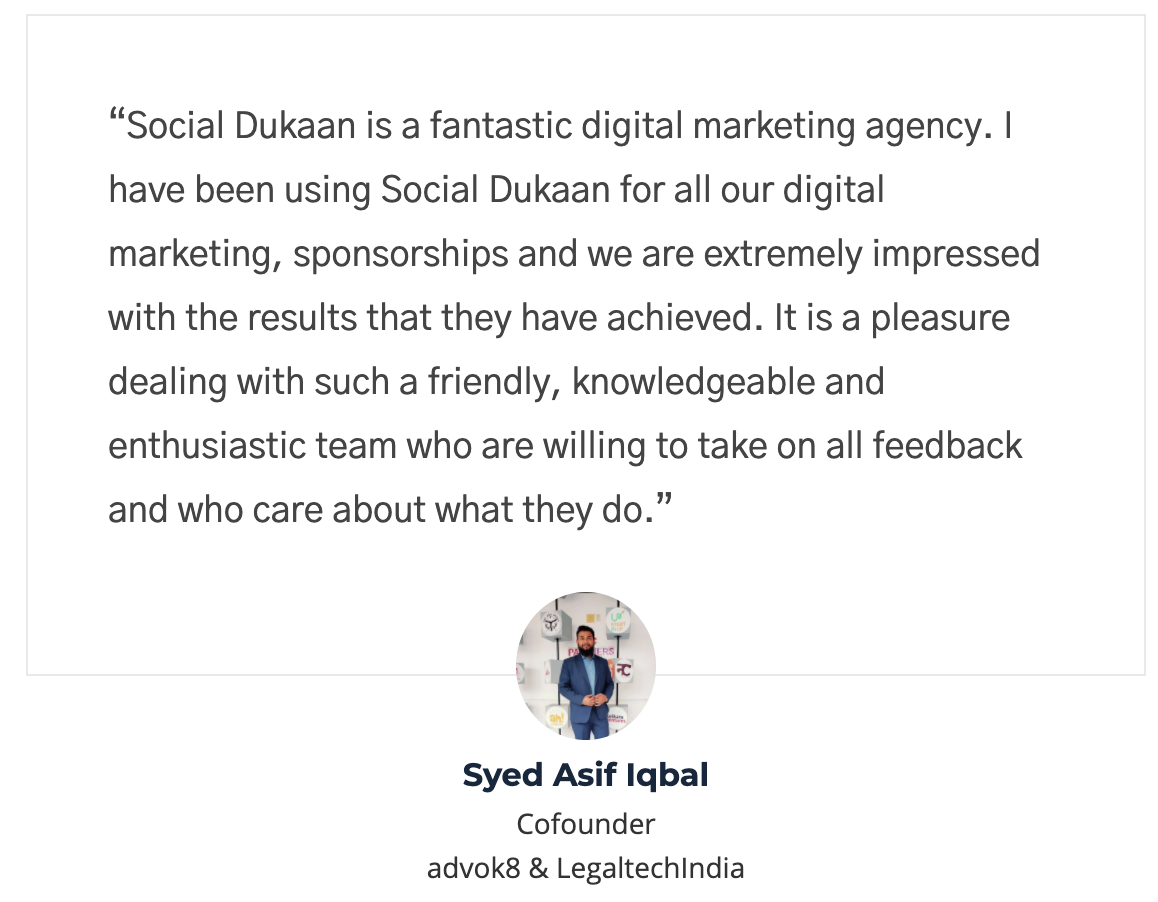 “Social Dukaan is a fantastic digital marketing agency. I
have been using Social Dukaan for all our digital
marketing, sponsorships and we are extremely impressed
with the results that they have achieved. It is a pleasure
dealing with such a friendly, knowledgeable and
enthusiastic team who are willing to take on all feedback
and who care about what they do.”
Syed Asif Iqbal
Cofounder
advok8 & LegaltechIndia